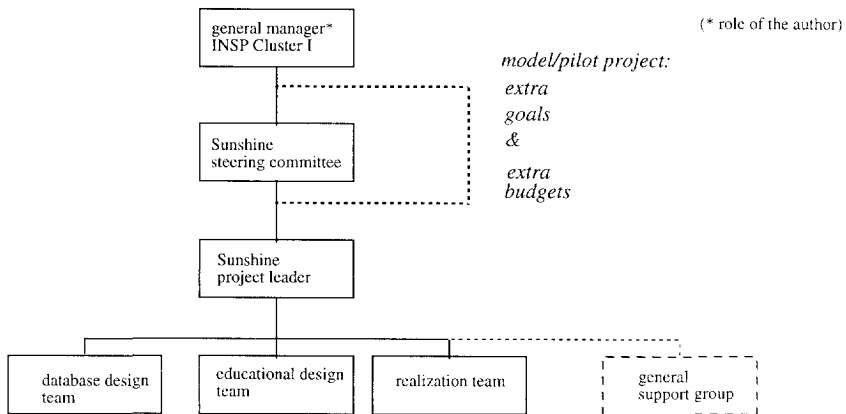 general manager*
INSP Cluster I
(* role of the author)
model/pilot project:
extra
goals
&
extra
budgets
Sunshine
steering committee
Sunshine
project leader
database design
team
educational design
team
realization team
general
support group